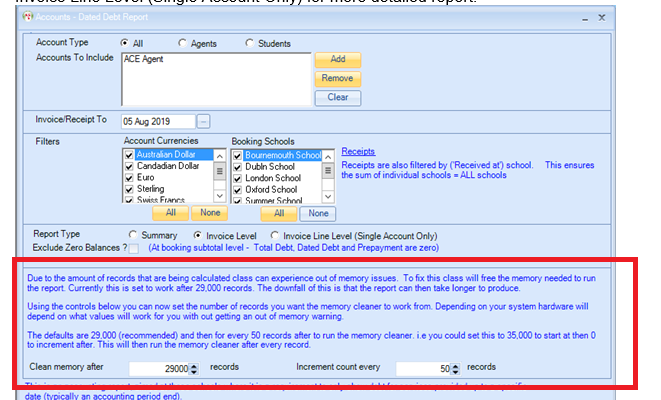 Invoice Line Level (Single Account Only) for more detailed report.
Accounts - Dated Debt Report
Account Type All Agents Students
Accounts To Include ACE Agent
Add
Remove
Clear
Invoice/Receipt To 05 Aug 2019 ...
Filters Account Currencies Booking Schools
Australian Dollar
Candadian Dollar
Euro
Sterling
Swiss Francs
Bournemouth School
Dubln School
London School
Oxford School
Summer School
Receipts
Receipts are also filtered by ('Received at') school. This ensures
the sum of individual schools = ALL schools
All None All None
Report Type Summary Invoice Level Invoice Line Level (Single Account Only)
Exclude Zero Balances ? (At booking subtotal level - Total Debt, Dated Debt and Prepayment are zero)
Due to the amount of records that are being calculated class can experience out of memory issues. To fix this class will free the memory needed to run
the report. Currently this is set to work after 29,000 records. The downfall of this is that the report can then take longer to produce.
Using the controls below you can now set the number of records you want the memory cleaner to work from. Depending on your system hardware will
depend on what values will work for you with out getting an out of memory warning.
The defaults are 29,000 (recommended) and then for every 50 records after to run the memory cleaner. i.e you could set this to 35,000 to start at then 0
to increment after. This will then run the memory cleaner after every record.
Clean memory after 29000 records Increment count every 50 records
date (typically an accounting period end).